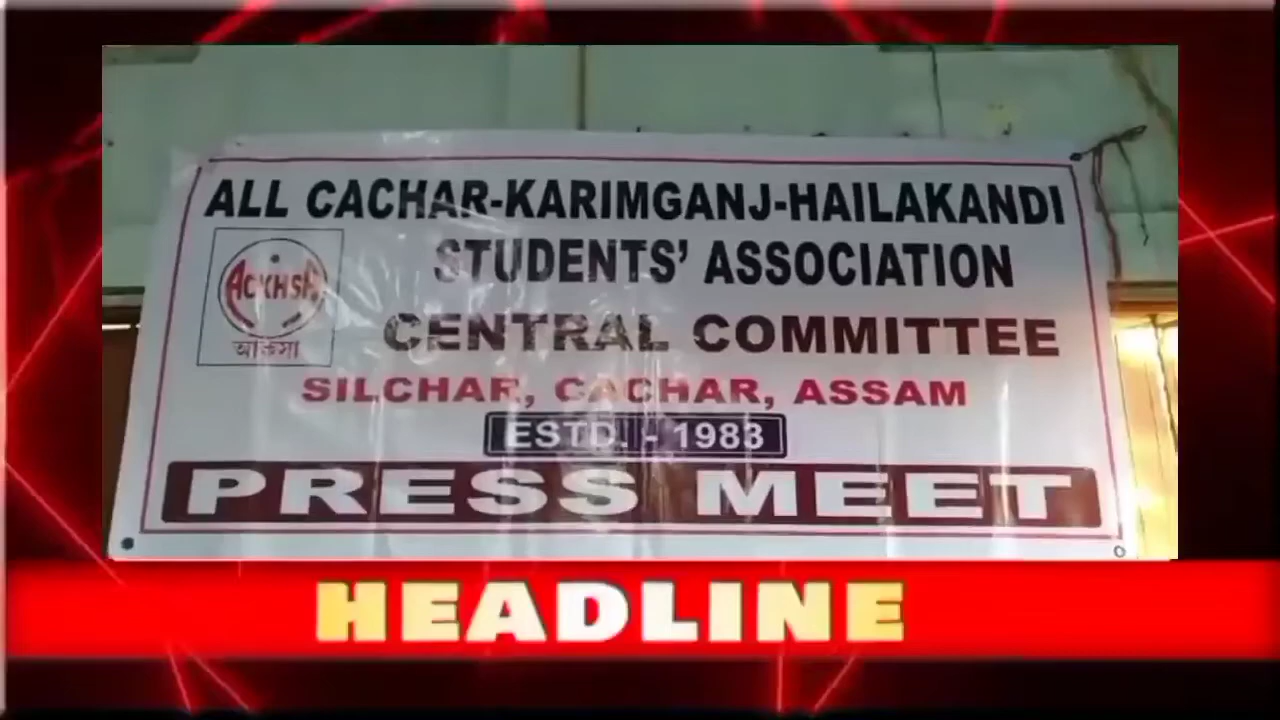 ALL CACHAR-KARIMGANJ-HAILAKANDI
STUDENTS' ASSOCIATION
ACKHSA
আকসা
CENTRAL COMMITTEE
SILCHAR, CACHAR, ASSAM
ESTD. - 1983
PRESS MEET
HEADLINE